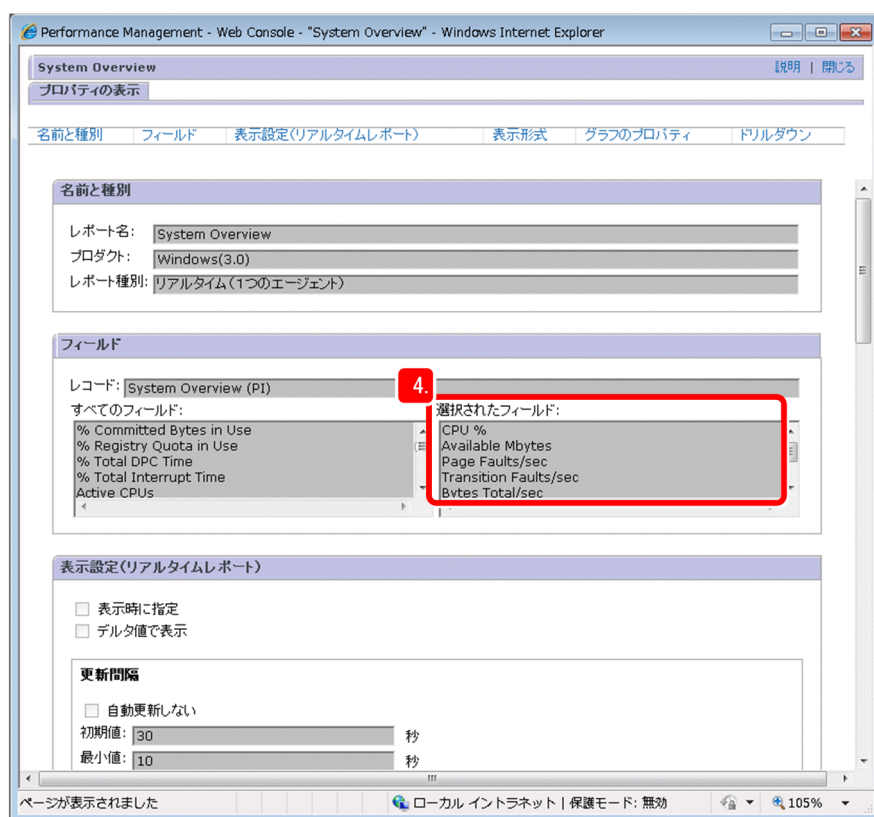 Performance Management - Web Console - "System Overview" - Windows Internet Explorer
System Overview 説明 | 閉じる
プロパティの表示
名前と種別 フィールド 表示設定(リアルタイムレポート) 表示形式 グラフのプロパティ ドリルダウン
名前と種別
レポート名: System Overview
プロダクト: Windows(3.0)
レポート種別: リアルタイム(1つのエージェント)
フィールド
レコード: System Overview (PI)
4.
すべてのフィールド: 選択されたフィールド:
% Committed Bytes in Use CPU %
% Registry Quota in Use Available Mbytes
% Total DPC Time Page Faults/sec
% Total Interrupt Time Transition Faults/sec
Active CPUs Bytes Total/sec
表示設定(リアルタイムレポート)
表示時に指定
デルタ値で表示
更新間隔
自動更新しない
初期値: 30 秒
最小値: 10 秒
ページが表示されました ローカル イントラネット | 保護モード: 無効 105%